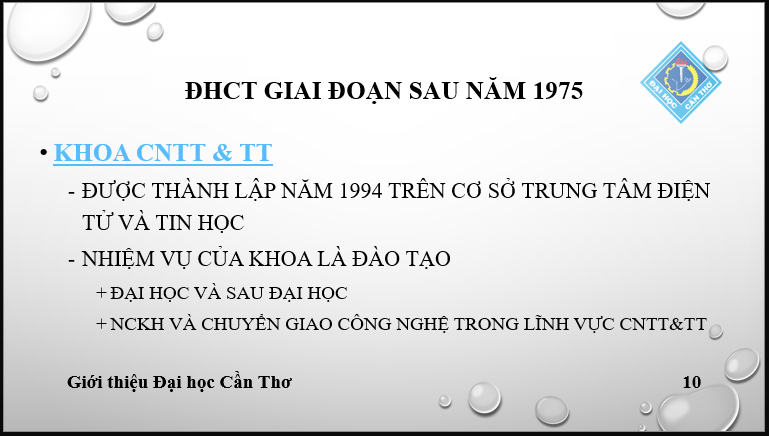 ĐHCT GIAI ĐOẠN SAU NĂM 1975
ĐẠI HỌC CẦN THƠ
• KHOA CNTT & TT
- ĐƯỢC THÀNH LẬP NĂM 1994 TRÊN CƠ SỞ TRUNG TÂM ĐIỆN
TỬ VÀ TIN HỌC
- NHIỆM VỤ CỦA KHOA LÀ ĐÀO TẠO
+ ĐẠI HỌC VÀ SAU ĐẠI HỌC
+ NCKH VÀ CHUYỂN GIAO CÔNG NGHỆ TRONG LĨNH VỰC CNTT&TT
Giới thiệu Đại học Cần Thơ 10